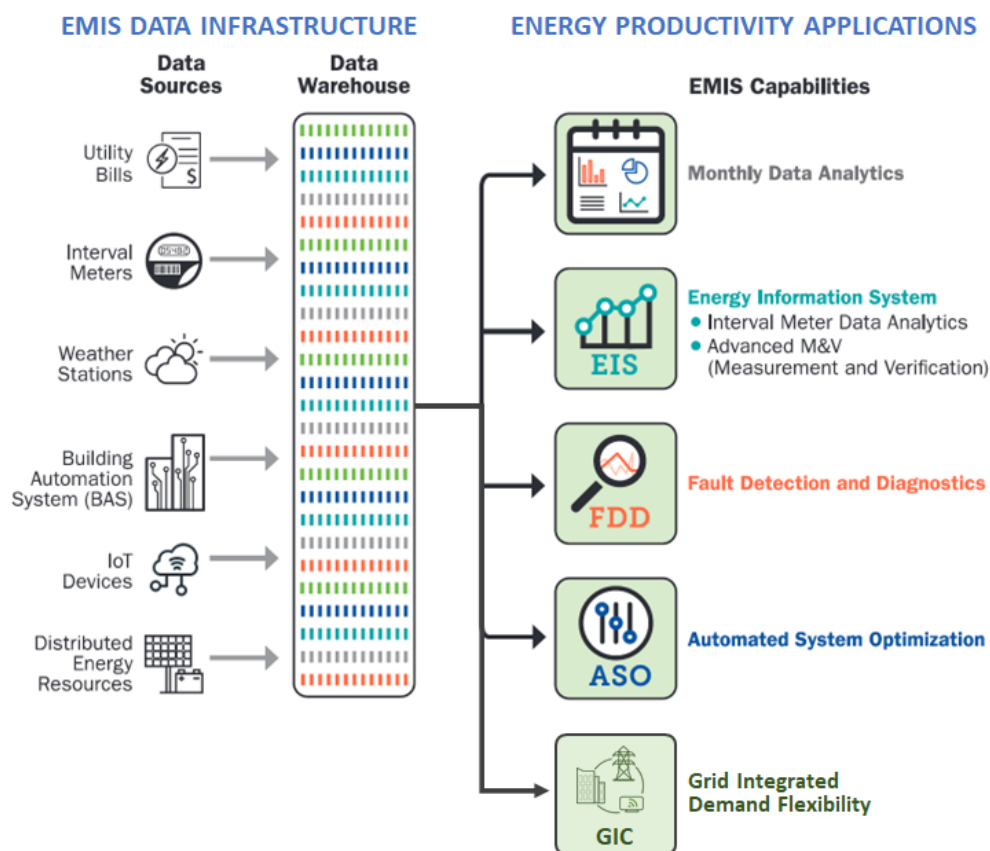 EMIS DATA INFRASTRUCTURE
ENERGY PRODUCTIVITY APPLICATIONS
Data
Sources
Data
Warehouse
EMIS Capabilities
Utility
Bills
$
Interval
Meters
Weather
Stations
Building
Automation
System (BAS)
IoT
Devices
Distributed
Energy
Resources
Monthly Data Analytics
EIS
Energy Information System
• Interval Meter Data Analytics
• Advanced M&V
(Measurement and Verification)
FDD
Fault Detection and Diagnostics
ASO
Automated System Optimization
GIC
Grid Integrated
Demand Flexibility